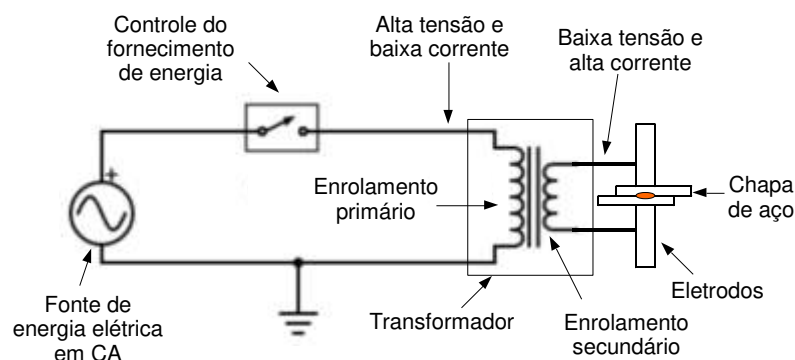 Controle do
fornecimento
de energia
Alta tensão e
baixa corrente
Baixa tensão e
alta corrente
+
Enrolamento
primário
Chapa
de aço
Fonte de
energia elétrica
em CA
Transformador
Enrolamento
secundário
Eletrodos